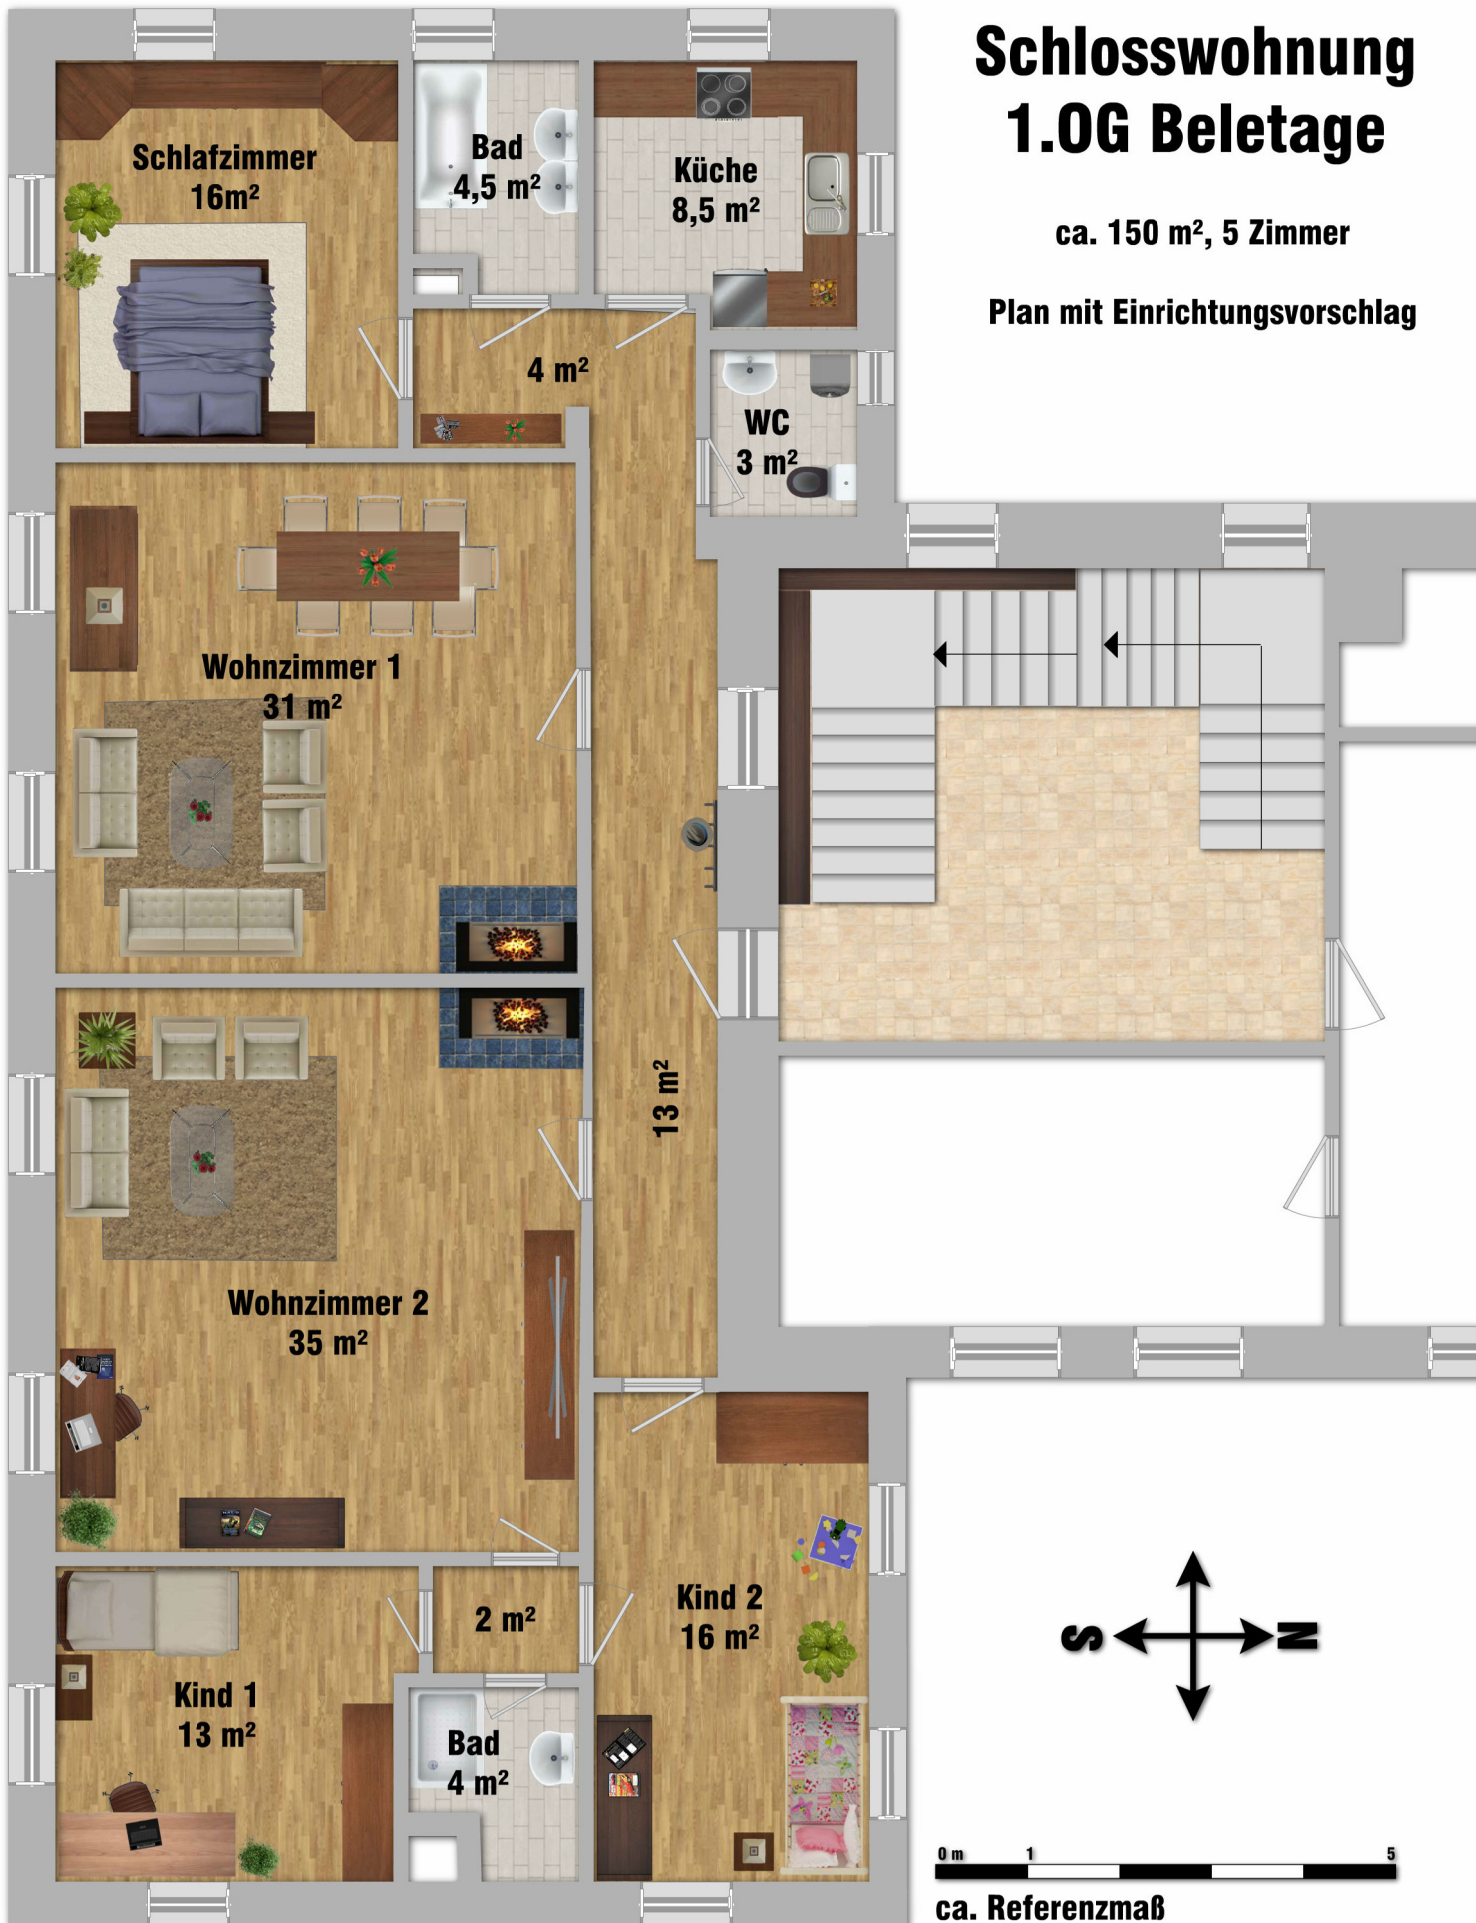 Schlosswohnung
1.OG Beletage
ca. 150 m², 5 Zimmer
Plan mit Einrichtungsvorschlag
Schlafzimmer
16m²
Bad
4,5 m²
Küche
8,5 m²
4 m²
WC
3 m²
Wohnzimmer 1
31 m²
13 m²
Wohnzimmer 2
35 m²
Kind 1
13 m²
2 m²
Bad
4 m²
Kind 2
16 m²
S
N
0 m 1 5
ca. Referenzmaß